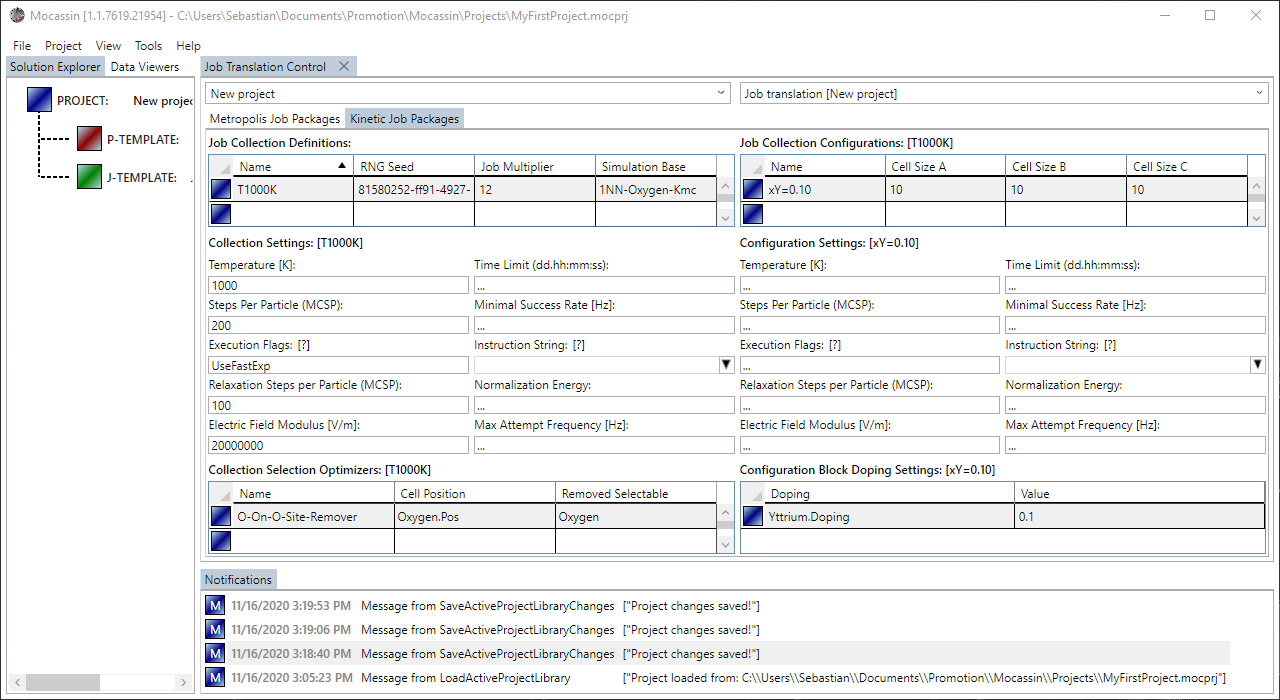 Mocassin [1.1.7619.21954] - C:\Users\Sebastian\Documents\Promotion\Mocassin\Projects\MyFirstProject.mocprj
File Project View Tools Help
Solution Explorer Data Viewers
Job Translation Control
PROJECT: New projec
P-TEMPLATE:
J-TEMPLATE:
New project
Job translation [New project]
Metropolis Job Packages Kinetic Job Packages
Job Collection Definitions:
Name RNG Seed Job Multiplier Simulation Base
T1000K 81580252-ff91-4927- 12 1NN-Oxygen-Kmc
Job Collection Configurations: [T1000K]
Name Cell Size A Cell Size B Cell Size C
xY=0.10 10 10 10
Collection Settings: [T1000K]
Temperature [K]: Time Limit (dd.hh:mm:ss):
1000 ...
Steps Per Particle (MCSP): Minimal Success Rate [Hz]:
200 ...
Execution Flags: [?] Instruction String: [?]
UseFastExp
Relaxation Steps per Particle (MCSP): Normalization Energy:
100 ...
Electric Field Modulus [V/m]: Max Attempt Frequency [Hz]:
20000000 ...
Configuration Settings: [xY=0.10]
Temperature [K]: Time Limit (dd.hh:mm:ss):
... ...
Steps Per Particle (MCSP): Minimal Success Rate [Hz]:
... ...
Execution Flags: [?] Instruction String: [?]
...
Relaxation Steps per Particle (MCSP): Normalization Energy:
... ...
Electric Field Modulus [V/m]: Max Attempt Frequency [Hz]:
... ...
Collection Selection Optimizers: [T1000K]
Name Cell Position Removed Selectable
O-On-O-Site-Remover Oxygen.Pos Oxygen
Configuration Block Doping Settings: [xY=0.10]
Doping Value
Yttrium.Doping 0.1
Notifications
M 11/16/2020 3:19:53 PM Message from SaveActiveProjectLibraryChanges ["Project changes saved!"]
M 11/16/2020 3:19:06 PM Message from SaveActiveProjectLibraryChanges ["Project changes saved!"]
M 11/16/2020 3:18:40 PM Message from SaveActiveProjectLibraryChanges ["Project changes saved!"]
M 11/16/2020 3:05:23 PM Message from LoadActiveProjectLibrary ["Project loaded from: C:\\Users\\Sebastian\\Documents\\Promotion\\Mocassin\\Projects\\MyFirstProject.mocprj"]